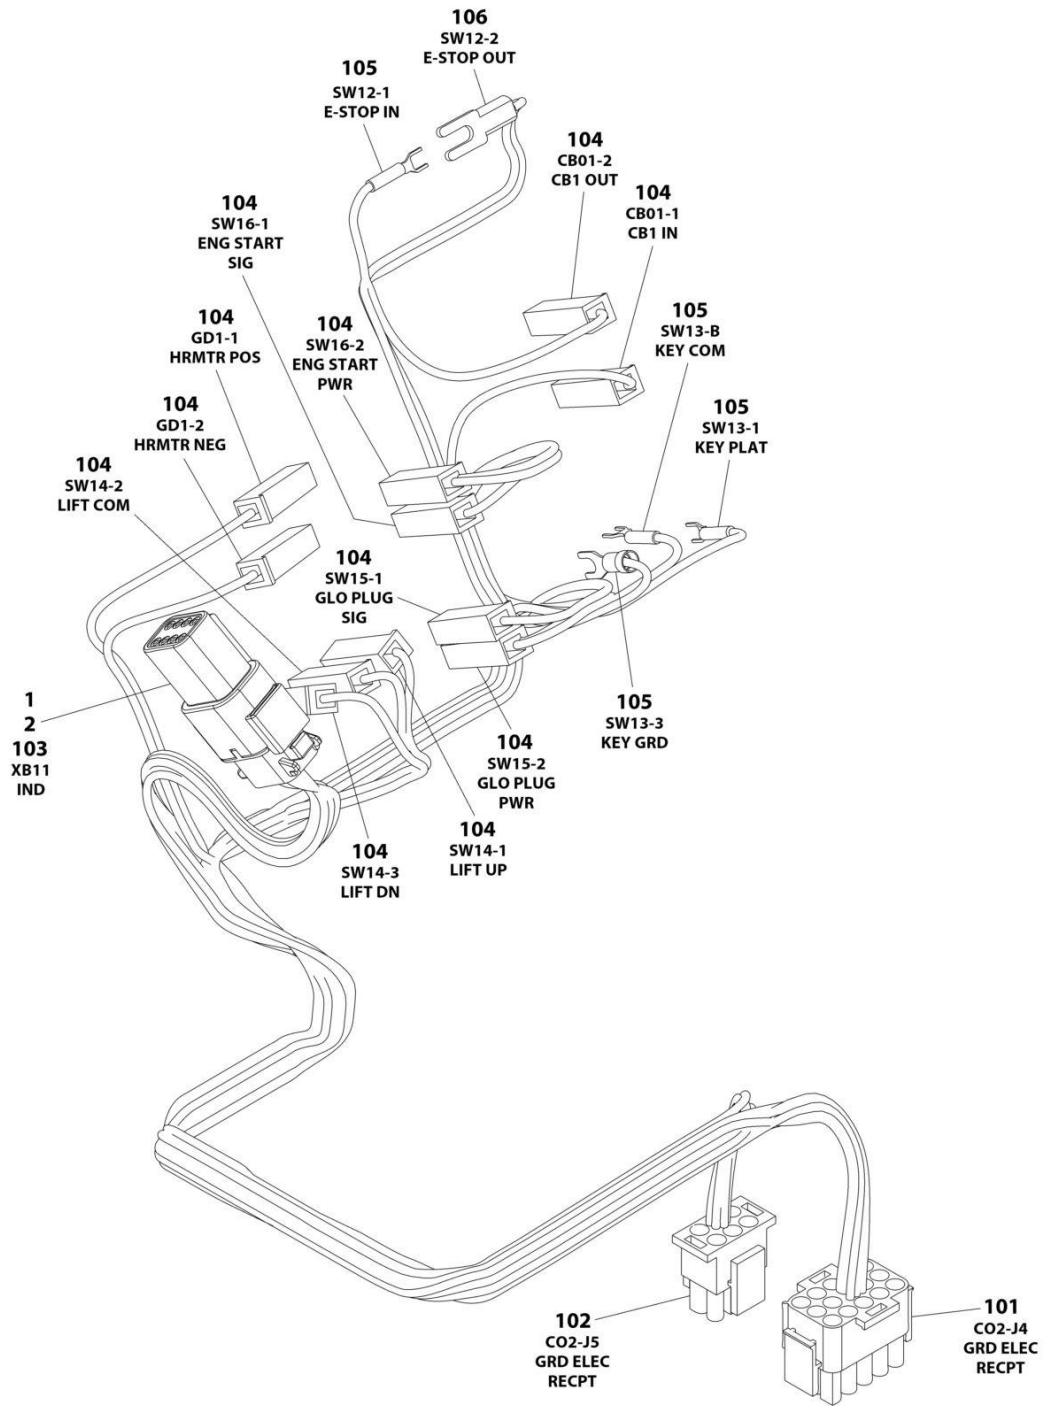 106
SW12-2
E-STOP OUT
105
SW12-1
E-STOP IN
104
CB01-2
CB1 OUT
104
CB01-1
CB1 IN
104
SW16-1
ENG START
SIG
104
GD1-1
HRMTR POS
104
SW16-2
ENG START
PWR
105
SW13-B
KEY COM
105
SW13-1
KEY PLAT
104
GD1-2
HRMTR NEG
104
SW14-2
LIFT COM
104
SW15-1
GLO PLUG
SIG
1
2
103
XB11
IND
105
SW13-3
KEY GRD
104
SW15-2
GLO PLUG
PWR
104
SW14-1
LIFT UP
104
SW14-3
LIFT DN
102
CO2-J5
GRD ELEC
RECPT
101
CO2-J4
GRD ELEC
RECPT